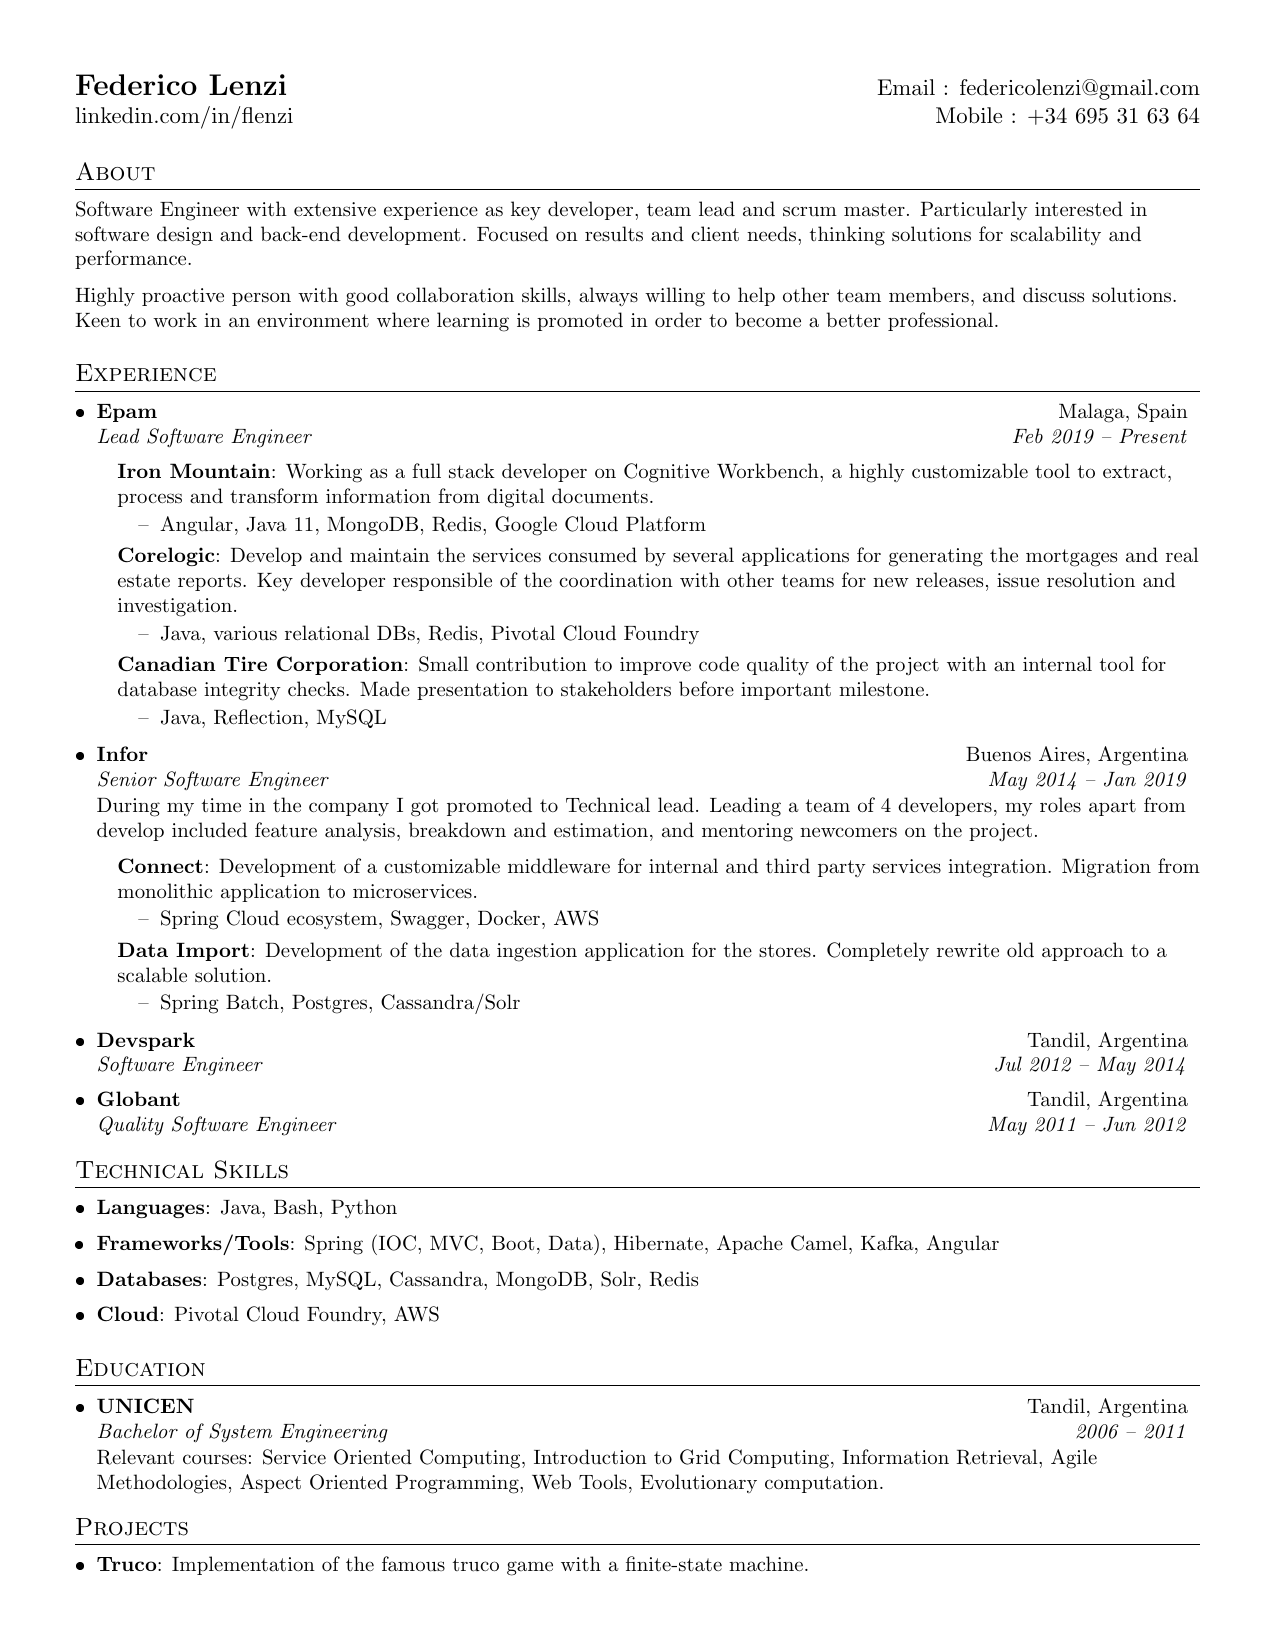 Federico Lenzi
Email : federicolenzi@gmail.com
linkedin.com/in/flenzi
Mobile : +34 695 31 63 64
About
Software Engineer with extensive experience as key developer, team lead and scrum master. Particularly interested in
software design and back-end development. Focused on results and client needs, thinking solutions for scalability and
performance.
Highly proactive person with good collaboration skills, always willing to help other team members, and discuss solutions.
Keen to work in an environment where learning is promoted in order to become a better professional.
Experience
• Epam
Malaga, Spain
Lead Software Engineer
Feb 2019 – Present
Iron Mountain: Working as a full stack developer on Cognitive Workbench, a highly customizable tool to extract,
process and transform information from digital documents.
– Angular, Java 11, MongoDB, Redis, Google Cloud Platform
Corelogic: Develop and maintain the services consumed by several applications for generating the mortgages and real
estate reports. Key developer responsible of the coordination with other teams for new releases, issue resolution and
investigation.
– Java, various relational DBs, Redis, Pivotal Cloud Foundry
Canadian Tire Corporation: Small contribution to improve code quality of the project with an internal tool for
database integrity checks. Made presentation to stakeholders before important milestone.
– Java, Reflection, MySQL
• Infor
Buenos Aires, Argentina
Senior Software Engineer
May 2014 – Jan 2019
During my time in the company I got promoted to Technical lead. Leading a team of 4 developers, my roles apart from
develop included feature analysis, breakdown and estimation, and mentoring newcomers on the project.
Connect: Development of a customizable middleware for internal and third party services integration. Migration from
monolithic application to microservices.
– Spring Cloud ecosystem, Swagger, Docker, AWS
Data Import: Development of the data ingestion application for the stores. Completely rewrite old approach to a
scalable solution.
– Spring Batch, Postgres, Cassandra/Solr
• Devspark
Tandil, Argentina
Software Engineer
Jul 2012 – May 2014
• Globant
Tandil, Argentina
Quality Software Engineer
May 2011 – Jun 2012
Technical Skills
• Languages: Java, Bash, Python
• Frameworks/Tools: Spring (IOC, MVC, Boot, Data), Hibernate, Apache Camel, Kafka, Angular
• Databases: Postgres, MySQL, Cassandra, MongoDB, Solr, Redis
• Cloud: Pivotal Cloud Foundry, AWS
Education
• UNICEN
Tandil, Argentina
Bachelor of System Engineering
2006 – 2011
Relevant courses: Service Oriented Computing, Introduction to Grid Computing, Information Retrieval, Agile
Methodologies, Aspect Oriented Programming, Web Tools, Evolutionary computation.
Projects
• Truco: Implementation of the famous truco game with a finite-state machine.